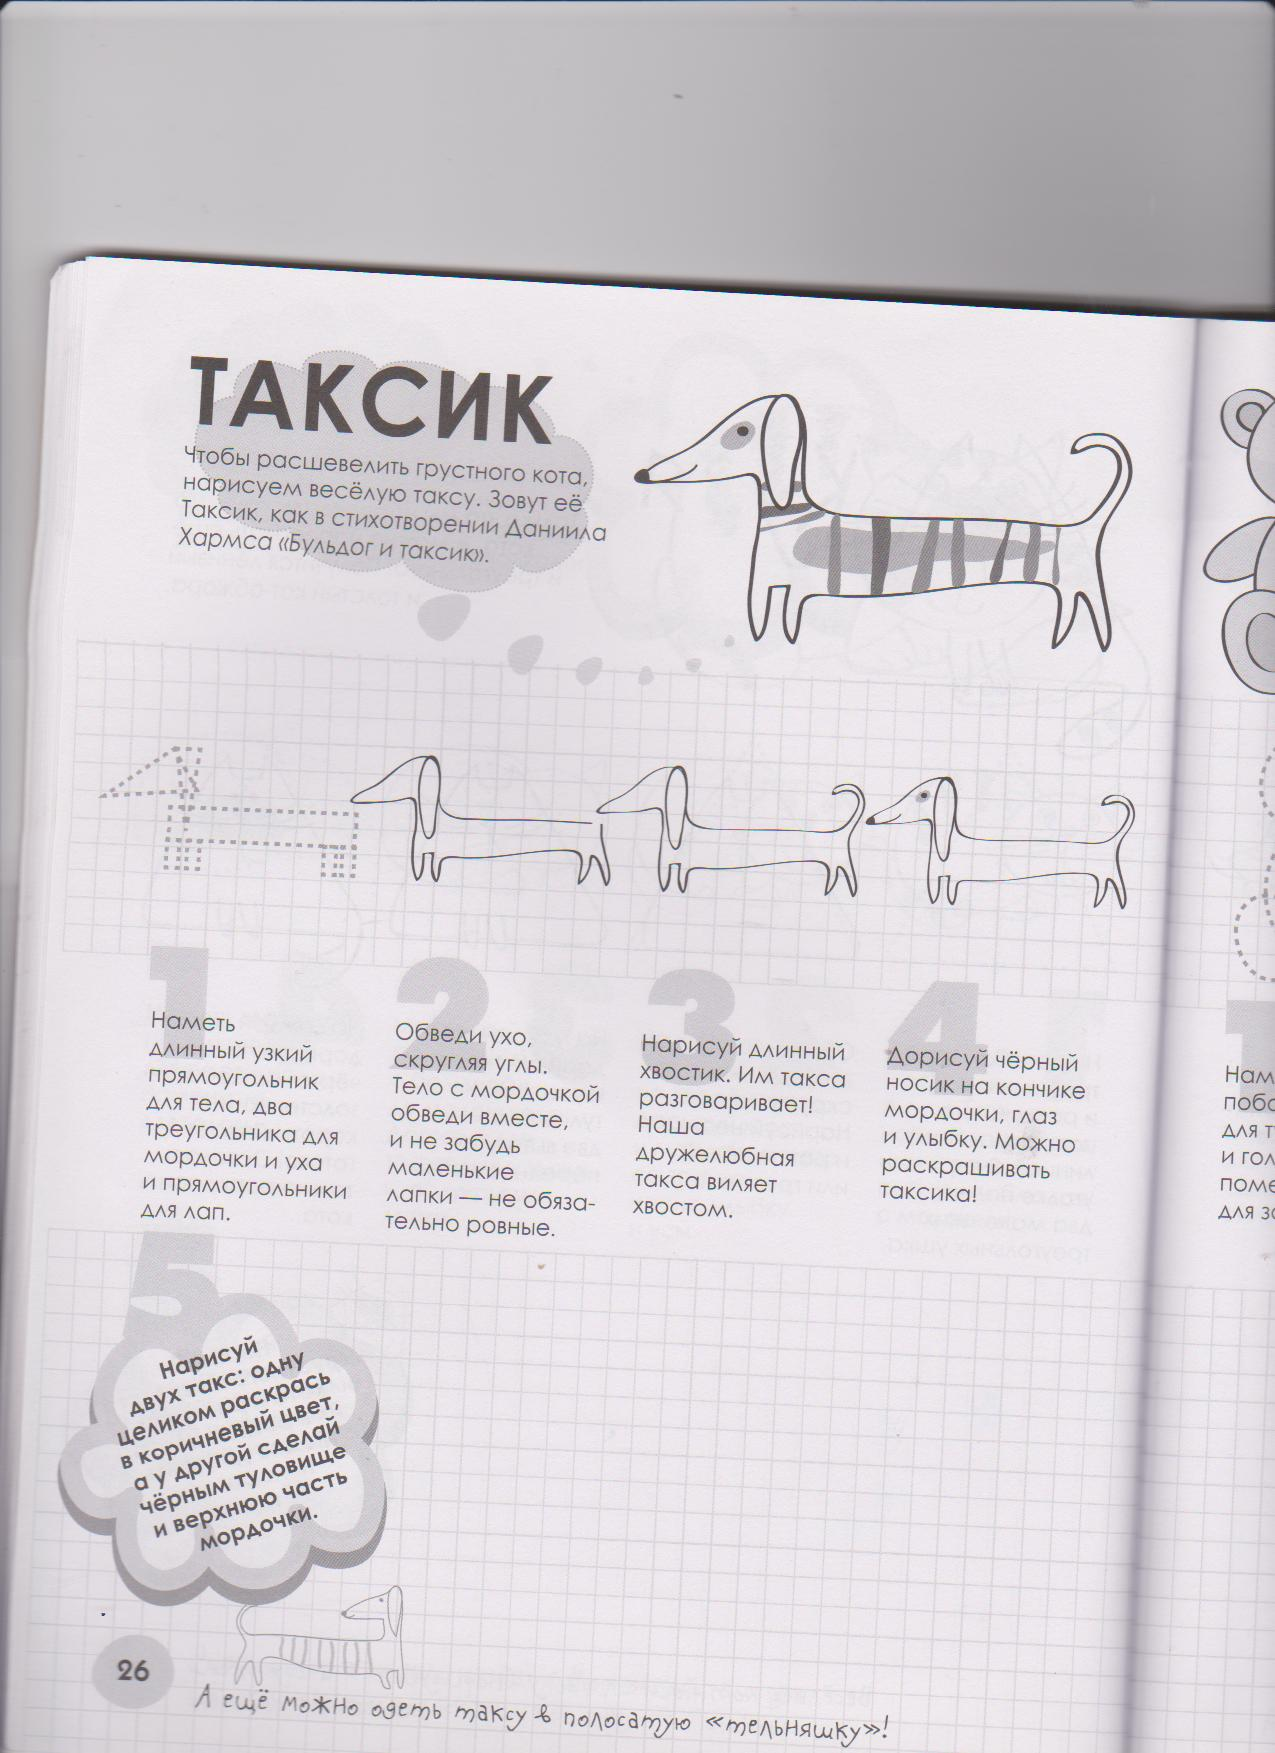 ТАКСИК
Чтобы расшевелить грустного кота,
нарисуем весёлую таксу. Зовут её
Таксик, как в стихотворении Даниила
Хармса «Бульдог и таксик».
1
Наметь
длинный узкий
прямоугольник
для тела, два
треугольника для
мордочки и уха
и прямоугольники
для лап.
2
Обведи ухо,
скругляя углы.
Тело с мордочкой
обведи вместе,
и не забудь
маленькие
лапки — не обяза-
тельно ровные.
3
Нарисуй длинный
хвостик. Им такса
разговаривает!
Наша
дружелюбная
такса виляет
хвостом.
4
Дорисуй чёрный
носик на кончике
мордочки, глаз
и улыбку. Можно
раскрашивать
таксика!
5
Нарисуй
двух такс: одну
целиком раскрась
в коричневый цвет,
а у другой сделай
чёрным туловище
и верхнюю часть
мордочки.
26
А ещё можно одеть таксу в полосатую «тельняшку»!